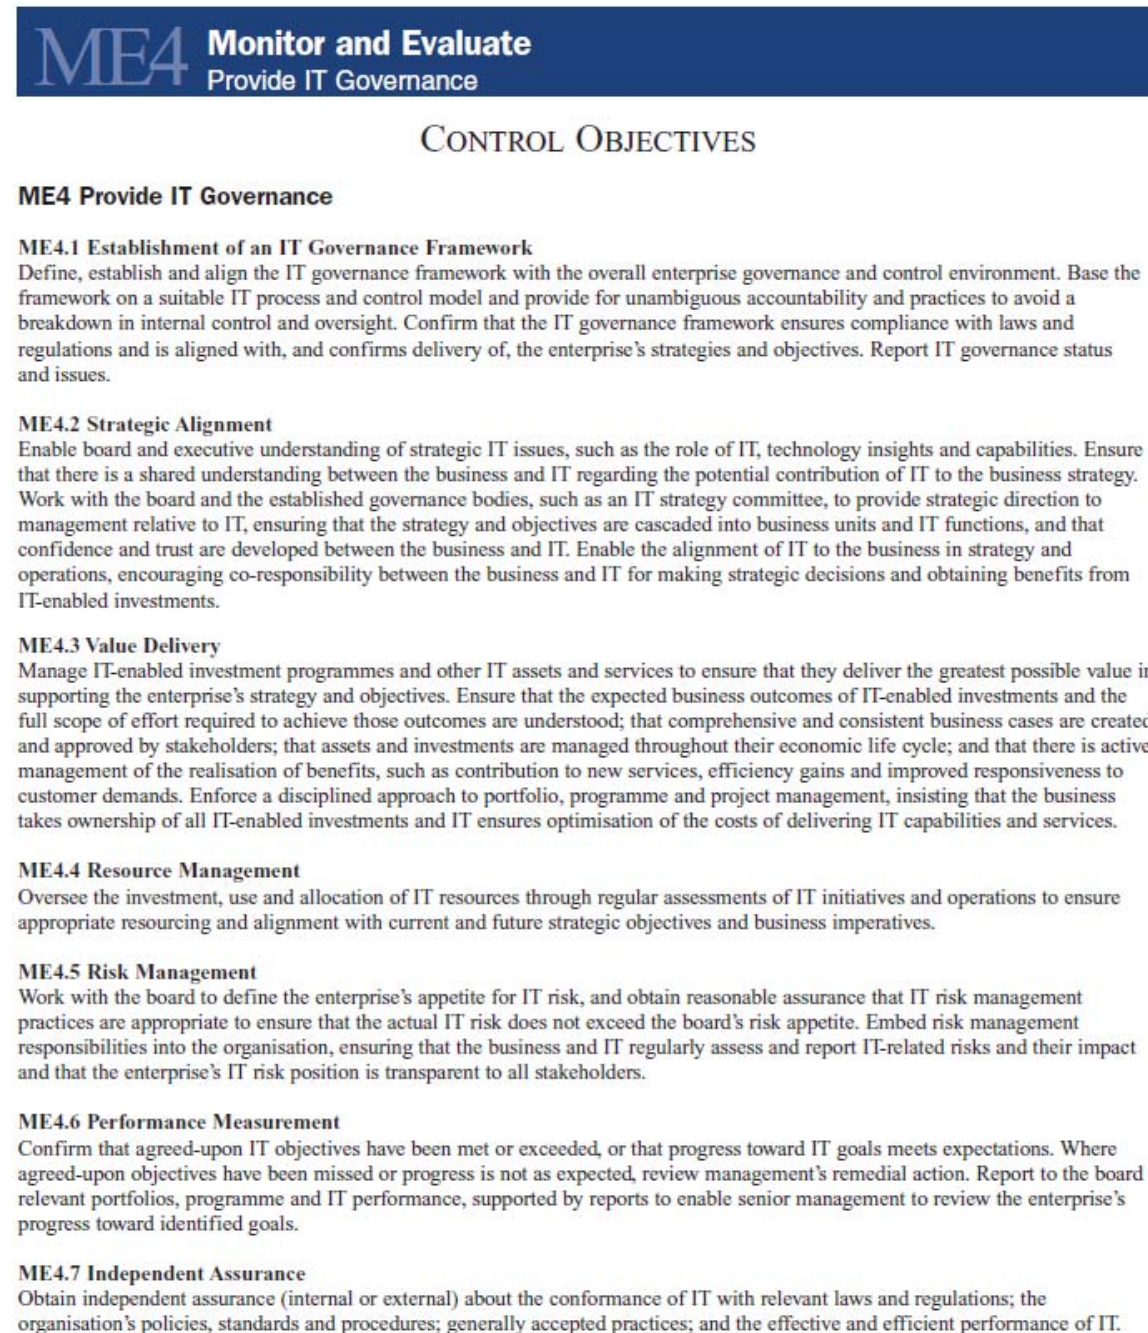 ME4 Monitor and Evaluate
Provide IT Governance
CONTROL OBJECTIVES
ME4 Provide IT Governance
ME4.1 Establishment of an IT Governance Framework
Define, establish and align the IT governance framework with the overall enterprise governance and control environment. Base the
framework on a suitable IT process and control model and provide for unambiguous accountability and practices to avoid a
breakdown in internal control and oversight. Confirm that the IT governance framework ensures compliance with laws and
regulations and is aligned with, and confirms delivery of, the enterprise's strategies and objectives. Report IT governance status
and issues.
ME4.2 Strategic Alignment
Enable board and executive understanding of strategic IT issues, such as the role of IT, technology insights and capabilities. Ensure
that there is a shared understanding between the business and IT regarding the potential contribution of IT to the business strategy.
Work with the board and the established governance bodies, such as an IT strategy committee, to provide strategic direction to
management relative to IT, ensuring that the strategy and objectives are cascaded into business units and IT functions, and that
confidence and trust are developed between the business and IT. Enable the alignment of IT to the business in strategy and
operations, encouraging co-responsibility between the business and IT for making strategic decisions and obtaining benefits from
IT-enabled investments.
ME4.3 Value Delivery
Manage IT-enabled investment programmes and other IT assets and services to ensure that they deliver the greatest possible value in
supporting the enterprise's strategy and objectives. Ensure that the expected business outcomes of IT-enabled investments and the
full scope of effort required to achieve those outcomes are understood; that comprehensive and consistent business cases are created
and approved by stakeholders; that assets and investments are managed throughout their economic life cycle; and that there is active
management of the realisation of benefits, such as contribution to new services, efficiency gains and improved responsiveness to
customer demands. Enforce a disciplined approach to portfolio, programme and project management, insisting that the business
takes ownership of all IT-enabled investments and IT ensures optimisation of the costs of delivering IT capabilities and services.
ME4.4 Resource Management
Oversee the investment, use and allocation of IT resources through regular assessments of IT initiatives and operations to ensure
appropriate resourcing and alignment with current and future strategic objectives and business imperatives.
ME4.5 Risk Management
Work with the board to define the enterprise's appetite for IT risk, and obtain reasonable assurance that IT risk management
practices are appropriate to ensure that the actual IT risk does not exceed the board's risk appetite. Embed risk management
responsibilities into the organisation, ensuring that the business and IT regularly assess and report IT-related risks and their impact
and that the enterprise's IT risk position is transparent to all stakeholders.
ME4.6 Performance Measurement
Confirm that agreed-upon IT objectives have been met or exceeded, or that progress toward IT goals meets expectations. Where
agreed-upon objectives have been missed or progress is not as expected, review management's remedial action. Report to the board
relevant portfolios, programme and IT performance, supported by reports to enable senior management to review the enterprise's
progress toward identified goals.
ME4.7 Independent Assurance
Obtain independent assurance (internal or external) about the conformance of IT with relevant laws and regulations; the
organisation's policies, standards and procedures; generally accepted practices; and the effective and efficient performance of IT.